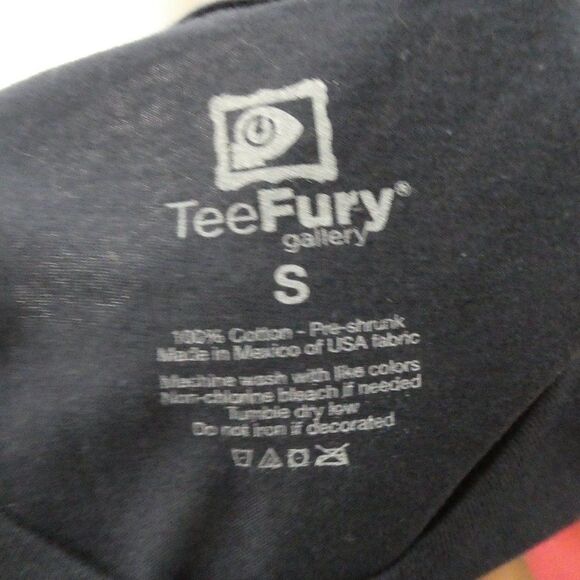 TeeFury®
gallery
S
100% Cotton - Pre-shrunk
Made in Mexico of USA fabric
Machine wash with like colors
Non-chlorine bleach if needed
Tumble dry low
Do not iron if decorated